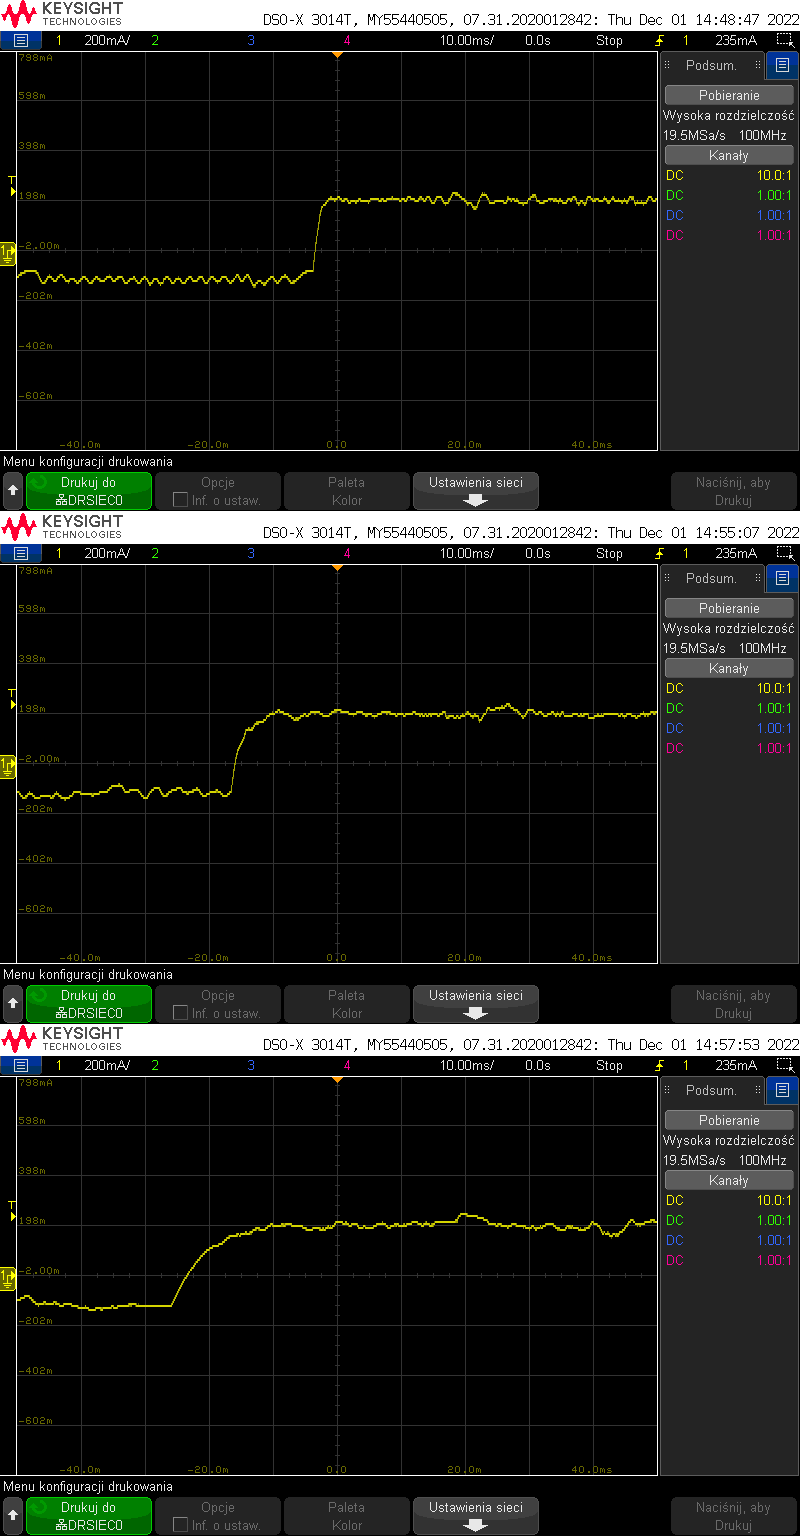 KEYSIGHT
TECHNOLOGIES
DSO-X 3014T, MY55440505, 07.31.2020012842: Thu Dec 01 14:48:47 2022
1 200mA/ 2 3 4 10.00ms/ 0.0s Stop 1 235mA
798mA
598m
398m
198m
-2.00m
-202m
-402m
-602m
-40.0m -20.0m 0.0 20.0m 40.0ms
T
1
Podsum.
Pobieranie
Wysoka rozdzielczość
19.5MSa/s 100MHz
Kanały
DC 10.0:1
DC 1.00:1
DC 1.00:1
DC 1.00:1
Menu konfiguracji drukowania
Drukuj do
DRSIEC0
Opcje
Inf. o ustaw.
Paleta
Kolor
Ustawienia sieci
Naciśnij, aby
Drukuj
KEYSIGHT
TECHNOLOGIES
DSO-X 3014T, MY55440505, 07.31.2020012842: Thu Dec 01 14:55:07 2022
1 200mA/ 2 3 4 10.00ms/ 0.0s Stop 1 235mA
798mA
598m
398m
198m
-2.00m
-202m
-402m
-602m
-40.0m -20.0m 0.0 20.0m 40.0ms
T
1
Podsum.
Pobieranie
Wysoka rozdzielczość
19.5MSa/s 100MHz
Kanały
DC 10.0:1
DC 1.00:1
DC 1.00:1
DC 1.00:1
Menu konfiguracji drukowania
Drukuj do
DRSIEC0
Opcje
Inf. o ustaw.
Paleta
Kolor
Ustawienia sieci
Naciśnij, aby
Drukuj
KEYSIGHT
TECHNOLOGIES
DSO-X 3014T, MY55440505, 07.31.2020012842: Thu Dec 01 14:57:53 2022
1 200mA/ 2 3 4 10.00ms/ 0.0s Stop 1 235mA
798mA
598m
398m
198m
-2.00m
-202m
-402m
-602m
-40.0m -20.0m 0.0 20.0m 40.0ms
T
1
Podsum.
Pobieranie
Wysoka rozdzielczość
19.5MSa/s 100MHz
Kanały
DC 10.0:1
DC 1.00:1
DC 1.00:1
DC 1.00:1
Menu konfiguracji drukowania
Drukuj do
DRSIEC0
Opcje
Inf. o ustaw.
Paleta
Kolor
Ustawienia sieci
Naciśnij, aby
Drukuj